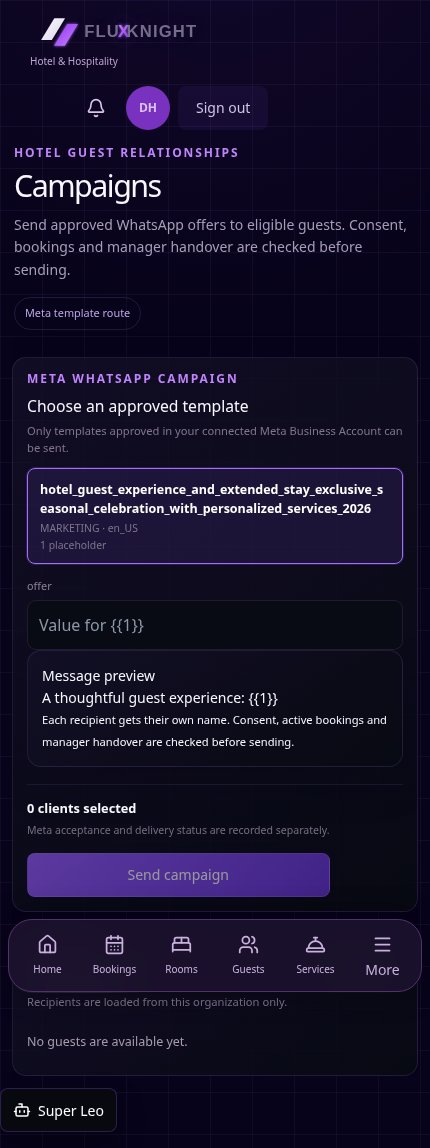 FLUXKNIGHT
Hotel & Hospitality
DH
Sign out
HOTEL GUEST RELATIONSHIPS
Campaigns
Send approved WhatsApp offers to eligible guests. Consent,
bookings and manager handover are checked before
sending.
Meta template route
META WHATSAPP CAMPAIGN
Choose an approved template
Only templates approved in your connected Meta Business Account can
be sent.
hotel_guest_experience_and_extended_stay_exclusive_s
easonal_celebration_with_personalized_services_2026
MARKETING · en_US
1 placeholder
offer
Value for {{1}}
Message preview
A thoughtful guest experience: {{1}}
Each recipient gets their own name. Consent, active bookings and
manager handover are checked before sending.
0 clients selected
Meta acceptance and delivery status are recorded separately.
Send campaign
Home
Bookings
Rooms
Guests
Services
More
Recipients are loaded from this organization only.
No guests are available yet.
Super Leo